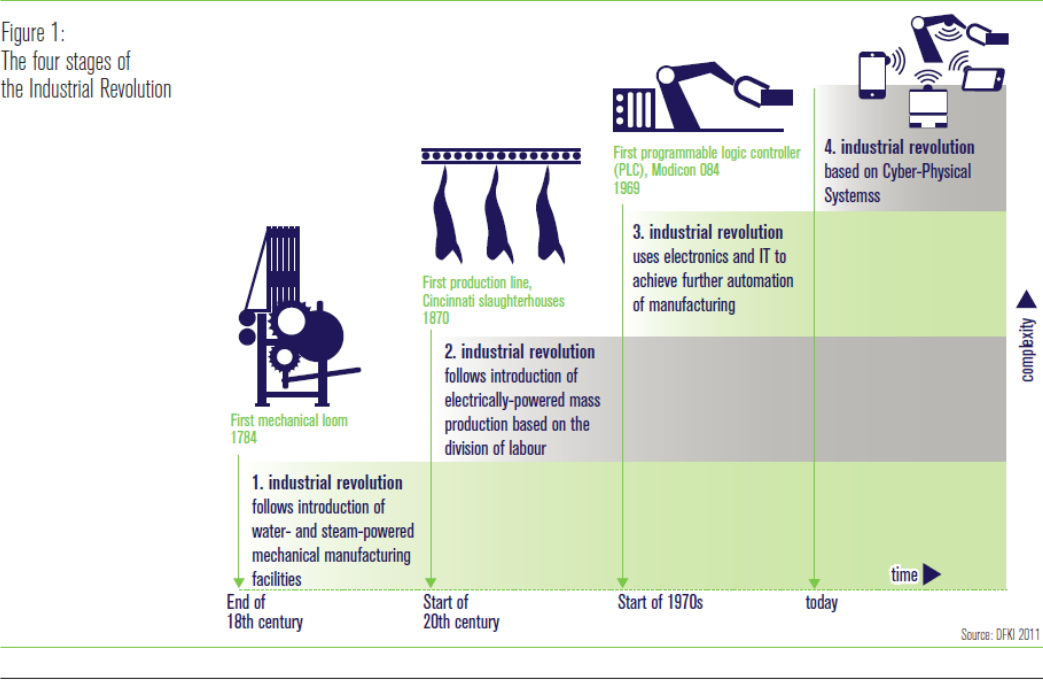 Figure 1:
The four stages of
the Industrial Revolution
First programmable logic controller
(PLC), Modicon 084
1969
4. industrial revolution
based on Cyber-Physical
Systemss
3. industrial revolution
uses electronics and IT to
achieve further automation
of manufacturing
First production line,
Cincinnati slaughterhouses
1870
2. industrial revolution
follows introduction of
electrically-powered mass
production based on the
division of labour
First mechanical loom
1784
1. industrial revolution
follows introduction of
water- and steam-powered
mechanical manufacturing
facilities
complexity
time
End of
18th century
Start of
20th century
Start of 1970s
today
Source: DFKI 2011